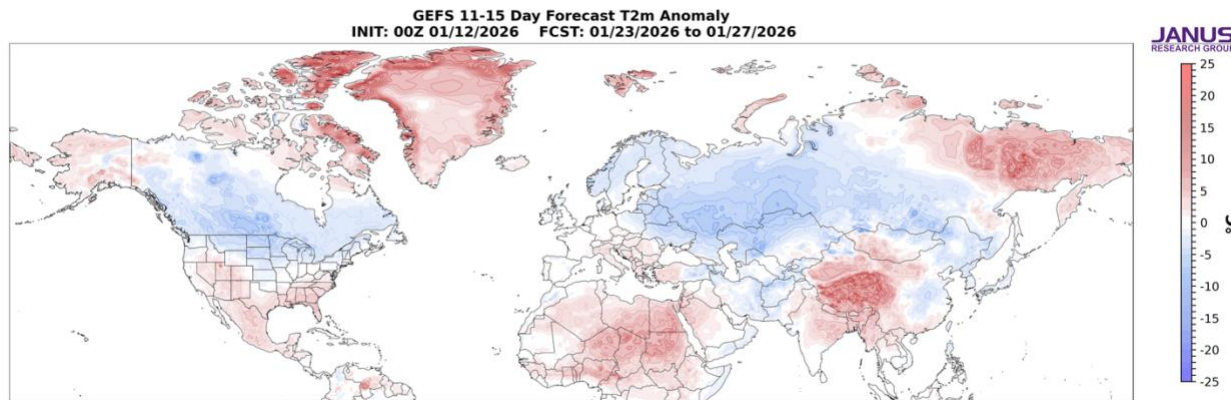 GEFS 11-15 Day Forecast T2m Anomaly
INIT: 00Z 01/12/2026 FCST: 01/23/2026 to 01/27/2026
JANUS
RESEARCH GROUP
25
20
15
10
5
0
-5
-10
-15
-20
-25
°C